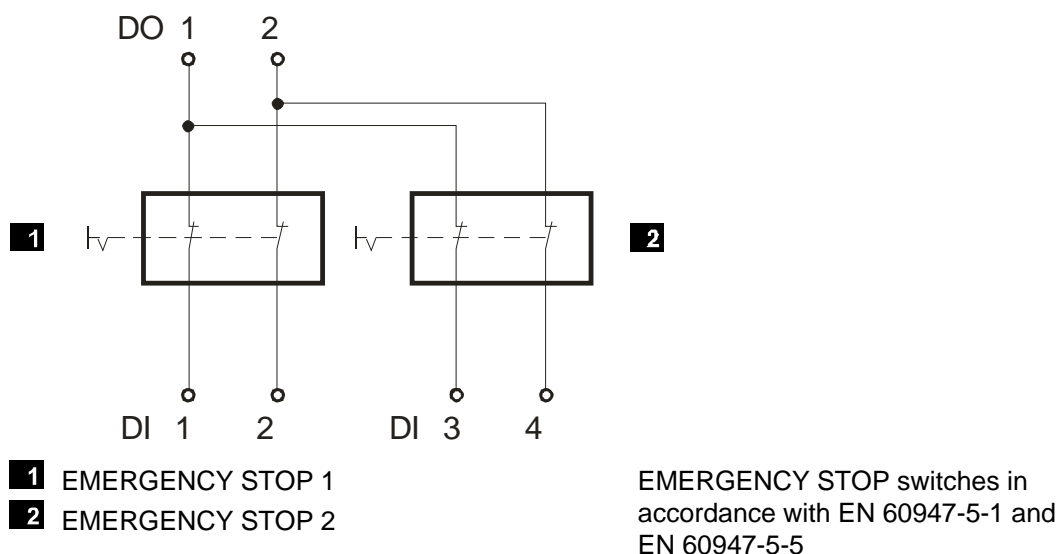 DO 1 2
1 2
DI 1 2 DI 3 4
1 EMERGENCY STOP 1
2 EMERGENCY STOP 2
EMERGENCY STOP switches in
accordance with EN 60947-5-1 and
EN 60947-5-5